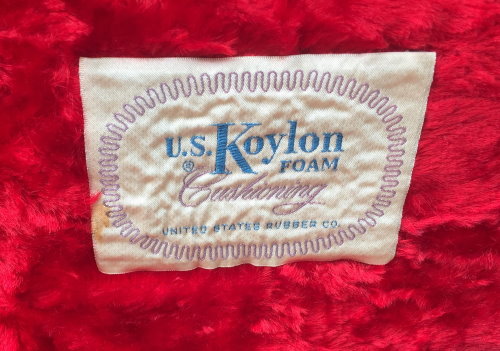 U.S. Koylon
® FOAM
Cushioning
UNITED STATES RUBBER CO.